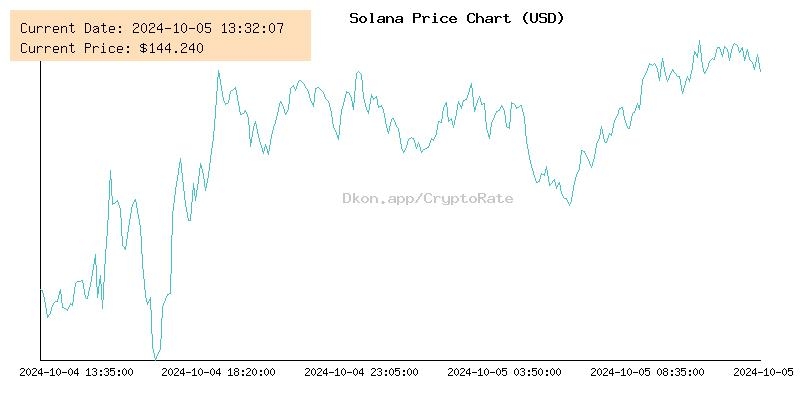 Solana Price Chart (USD)
Current Date: 2024-10-05 13:32:07
Current Price: $144.240
Dkon.app/CryptoRate
2024-10-04 13:35:00 2024-10-04 18:20:00 2024-10-04 23:05:00 2024-10-05 03:50:00 2024-10-05 08:35:00 2024-10-05